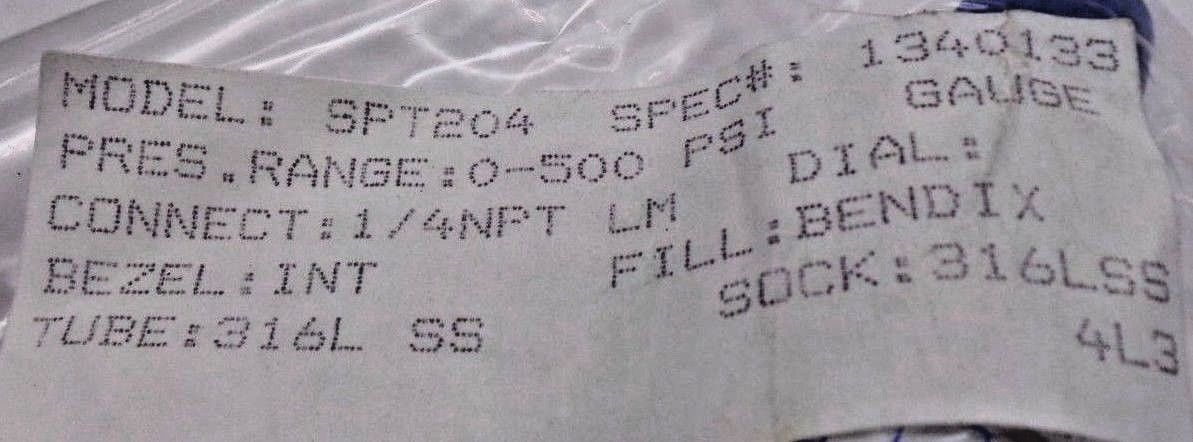 MODEL: SPT204 SPEC#: 1340133
PRES.RANGE:0-500 PSI GAUGE
CONNECT:1/4NPT LM DIAL:
BEZEL:INT FILL:BENDIX
TUBE:316L SS SOCK:316LSS
4L3